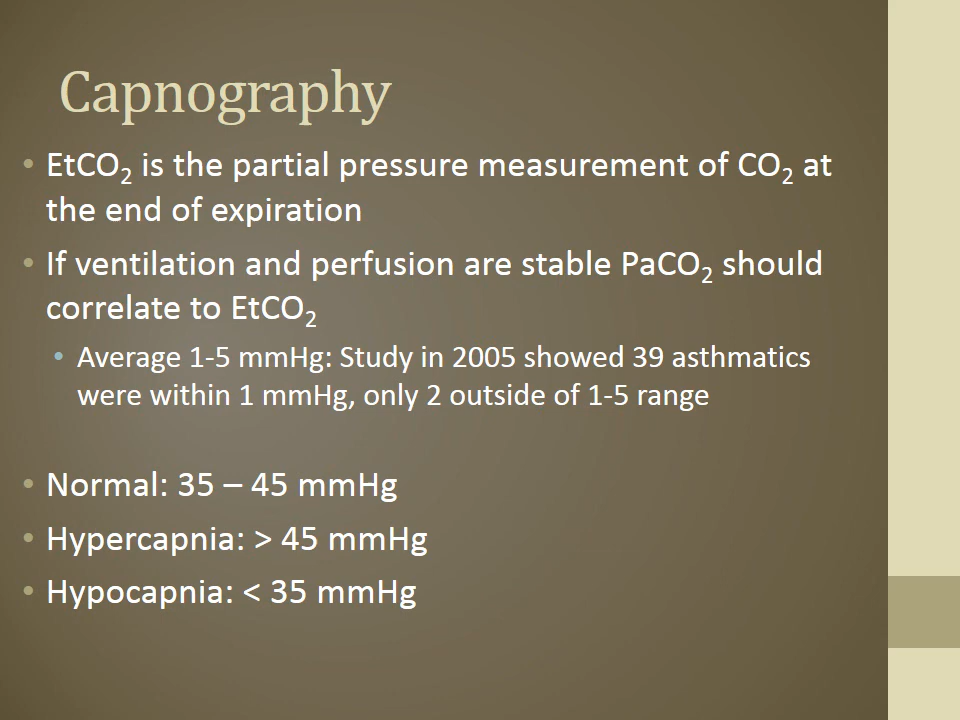 Capnography
• EtCO₂ is the partial pressure measurement of CO₂ at
the end of expiration
• If ventilation and perfusion are stable PaCO₂ should
correlate to EtCO₂
• Average 1-5 mmHg: Study in 2005 showed 39 asthmatics
were within 1 mmHg, only 2 outside of 1-5 range
• Normal: 35 – 45 mmHg
• Hypercapnia: > 45 mmHg
• Hypocapnia: < 35 mmHg